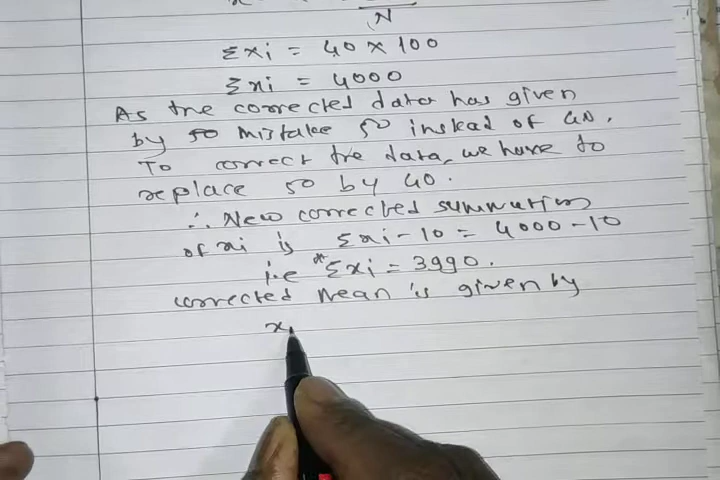 N
Σxi = 40 × 100
Σxi = 4000
As the corrected data has given
by 50 mistake 50 instead of 40.
To correct the data, we have to
replace 50 by 40.
∴ New corrected summation
of xi is Σxi - 10 = 4000 - 10
i.e Σxi = 3990.
corrected mean is given by
x